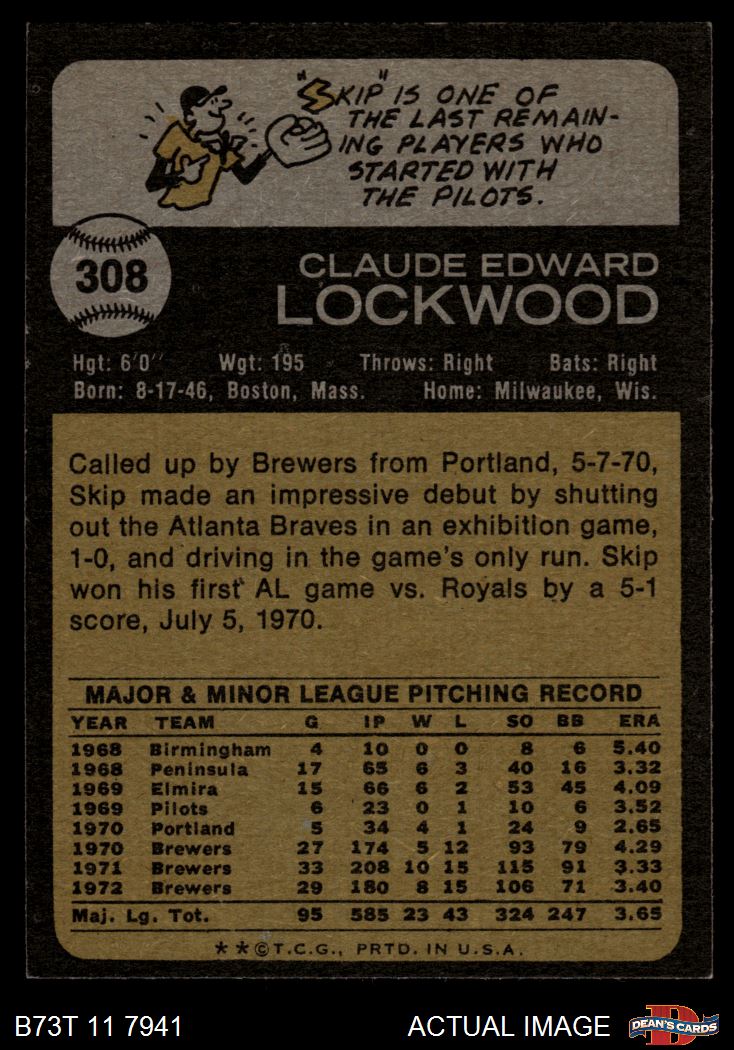 "SKIP" IS ONE OF
THE LAST REMAIN-
ING PLAYERS WHO
STARTED WITH
THE PILOTS.
308
CLAUDE EDWARD
LOCKWOOD
Hgt: 6'0" Wgt: 195 Throws: Right Bats: Right
Born: 8-17-46, Boston, Mass. Home: Milwaukee, Wis.
Called up by Brewers from Portland, 5-7-70,
Skip made an impressive debut by shutting
out the Atlanta Braves in an exhibition game,
1-0, and driving in the game's only run. Skip
won his first AL game vs. Royals by a 5-1
score, July 5, 1970.
MAJOR & MINOR LEAGUE PITCHING RECORD
YEAR TEAM G IP W L SO BB ERA
1968 Birmingham 4 10 0 0 8 6 5.40
1968 Peninsula 17 65 6 3 40 16 3.32
1969 Elmira 15 66 6 2 53 45 4.09
1969 Pilots 6 23 0 1 10 6 3.52
1970 Portland 5 34 4 1 24 9 2.65
1970 Brewers 27 174 5 12 93 79 4.29
1971 Brewers 33 208 10 15 115 91 3.33
1972 Brewers 29 180 8 15 106 71 3.40
Maj. Lg. Tot. 95 585 23 43 324 247 3.65
★★©T.C.G., PRTD. IN U.S.A.
B73T 11 7941 ACTUAL IMAGE D DEAN'S CARDS